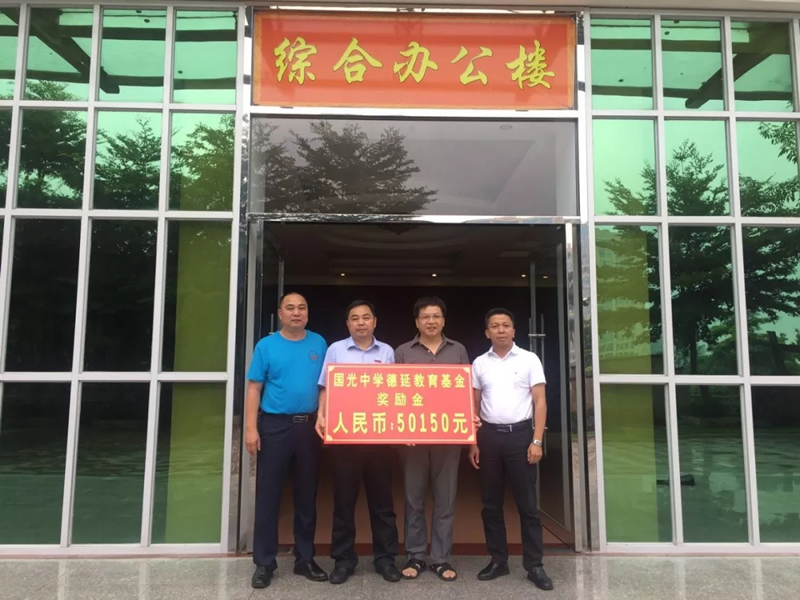 综合办公楼
国光中学德延教育基金
奖励金
人民币:50150元